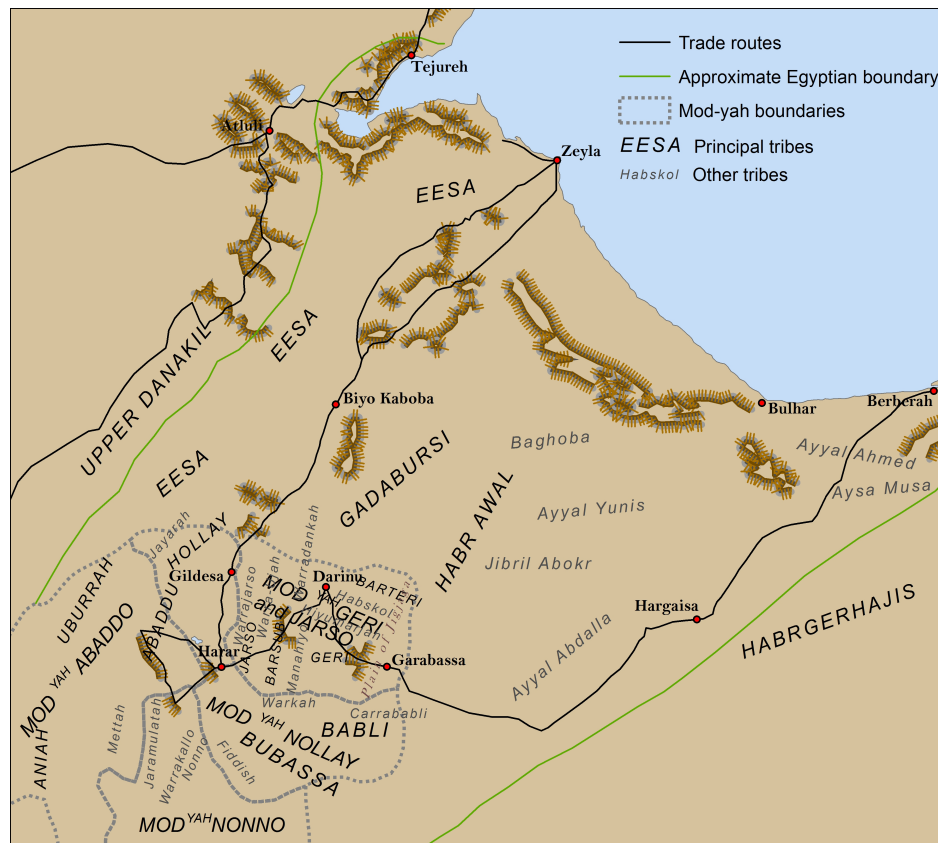 Trade routes
Approximate Egyptian boundary
Mod-yah boundaries
EESA Principal tribes
Habskol Other tribes
Tejureh
Atluli
Zeyla
EESA
EESA
UPPER DANAKIL
Biyo Kaboba
Bulhar
Berberah
Baghoba
Ayyal Ahmed
Aysa Musa
EESA
GADABURSI
HABR AWAL
Ayyal Yunis
Jibril Abokr
Jayarah
HOLLAY
Gildesa
Darimi
BARTERI
MOD YAH GERI
and JARSO
Habskol
Plain of Jigjiga
UBURRAH
MOD YAH ABADDO
ABADDU
JARSO
BARSUB
GERI
Harar
Garabassa
Hargaisa
HABRGERHAJIS
Ayyal Abdalla
Warkah
Carrababli
MOD YAH NOLLAY
BABLI
BUBASSA
Mettah
Jaramulatah
Warrakallo
Nonno
Fiddish
ANIAH
MOD YAH NONNO